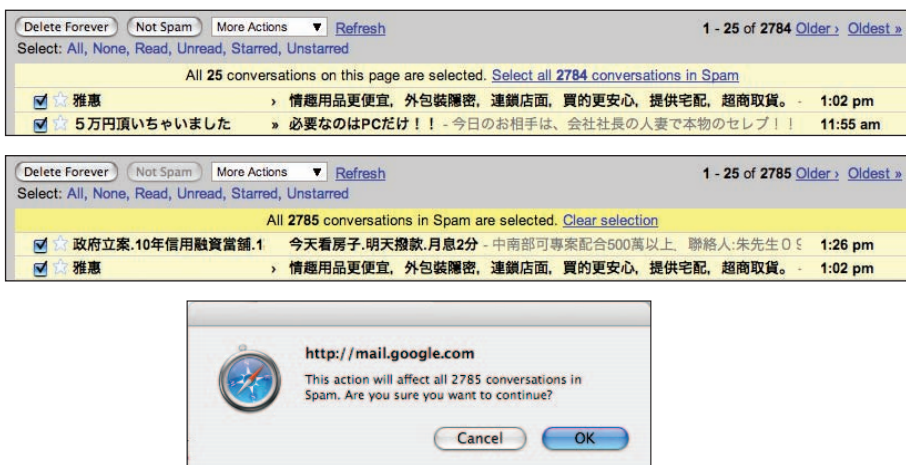 Delete Forever Not Spam More Actions ▼ Refresh 1 - 25 of 2784 Older › Oldest »
Select: All, None, Read, Unread, Starred, Unstarred
All 25 conversations on this page are selected. Select all 2784 conversations in Spam
雅惠 › 情趣用品更便宜，外包裝隱密，連鎖店面，買的更安心，提供宅配，超商取貨。 - 1:02 pm
5万円頂いちゃいました » 必要なのはPCだけ！！ - 今日のお相手は、会社社長の人妻で本物のセレブ！！ 11:55 am
Delete Forever Not Spam More Actions ▼ Refresh 1 - 25 of 2785 Older › Oldest »
Select: All, None, Read, Unread, Starred, Unstarred
All 2785 conversations in Spam are selected. Clear selection
政府立案.10年信用融資當舖.1 今天看房子.明天撥款.月息2分 - 中南部可專案配合500萬以上. 聯絡人:朱先生0 1:26 pm
雅惠 › 情趣用品更便宜，外包裝隱密，連鎖店面，買的更安心，提供宅配，超商取貨。 - 1:02 pm
http://mail.google.com
This action will affect all 2785 conversations in
Spam. Are you sure you want to continue?
Cancel OK